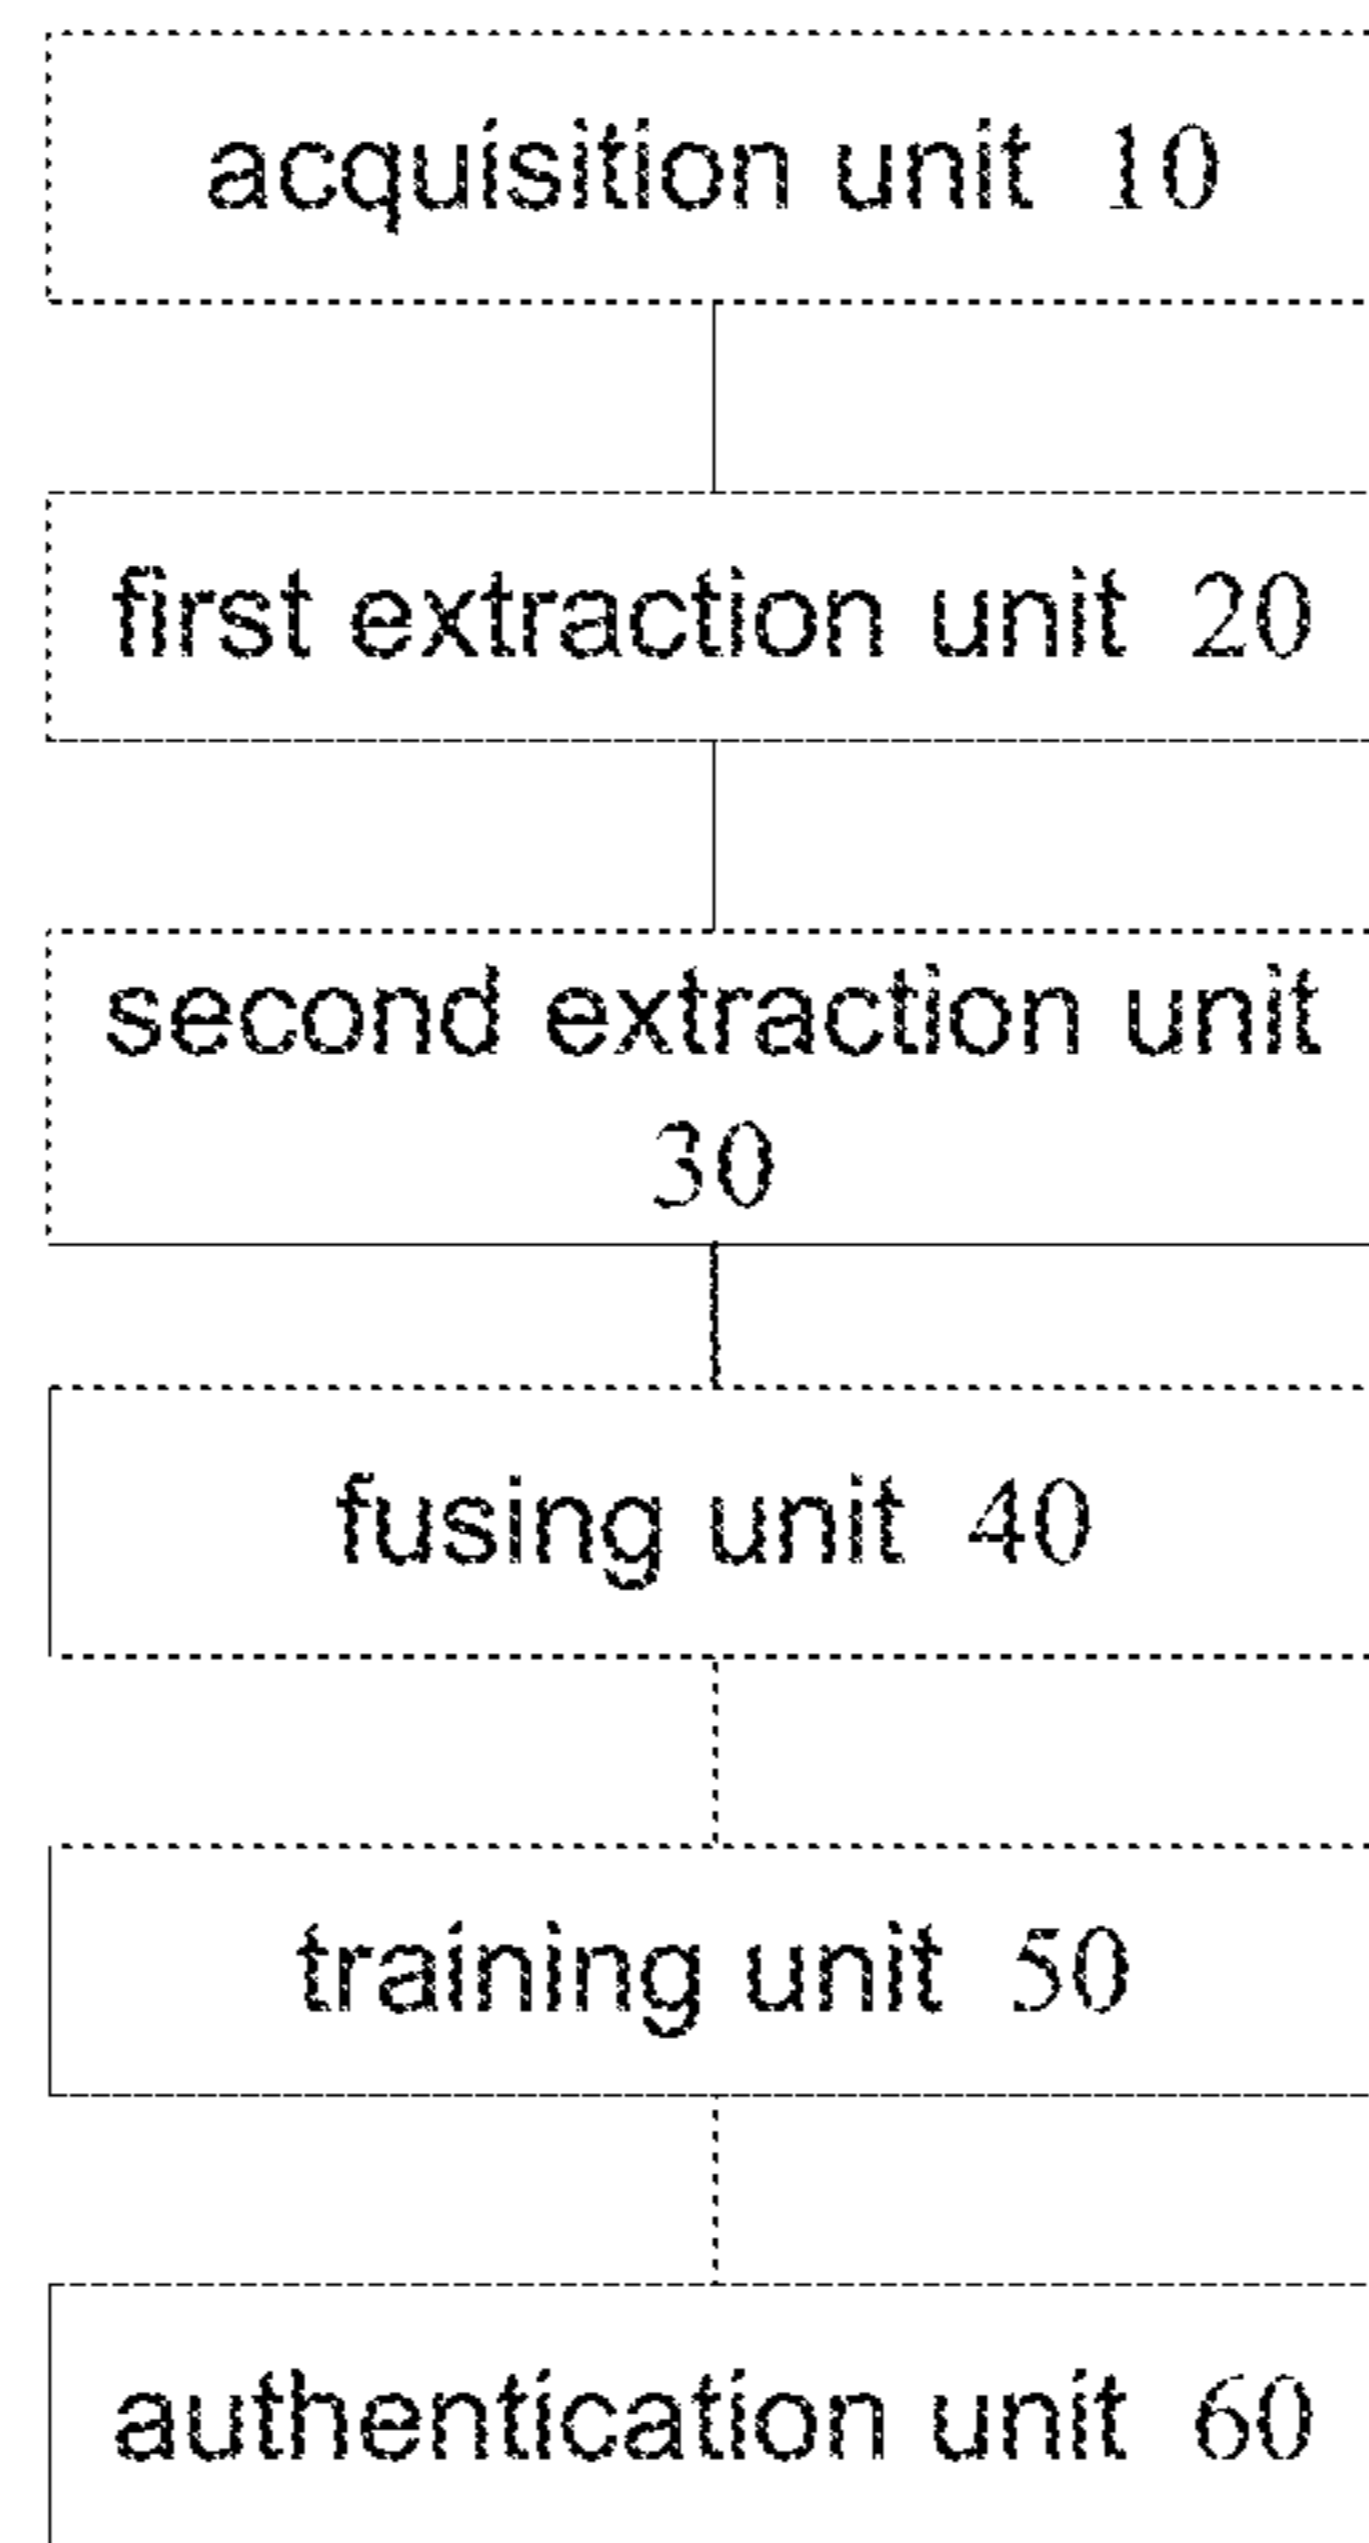 acquisition unit 10
first extraction unit 20
second extraction unit
30
fusing unit 40
training unit 50
authentication unit 60